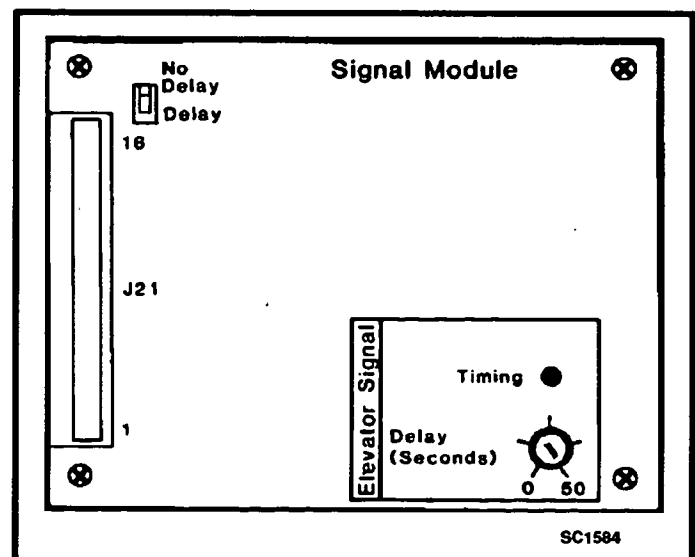 No
Delay
Delay
Signal Module
16
J21
1
Elevator Signal
Timing
Delay
(Seconds)
0 50
SC1584